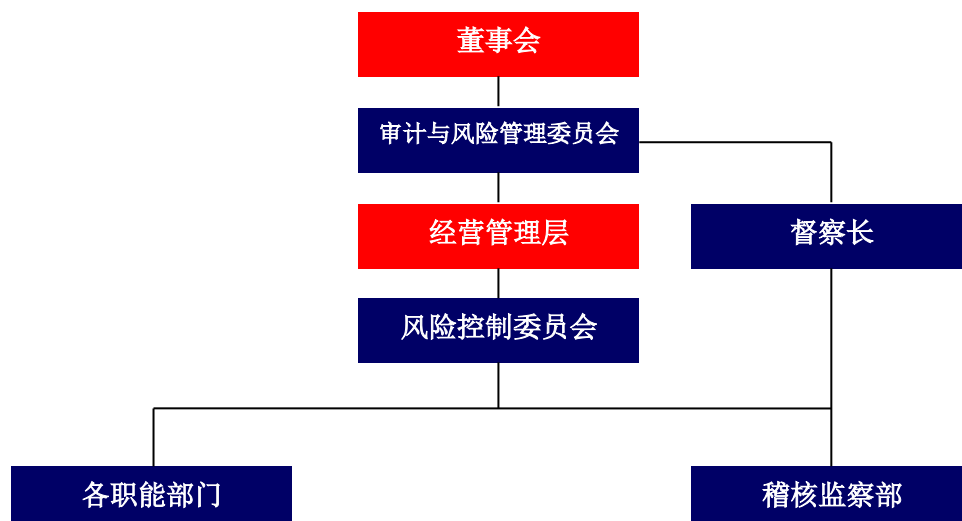 董事会
审计与风险管理委员会
经营管理层
督察长
风险控制委员会
各职能部门
稽核监察部